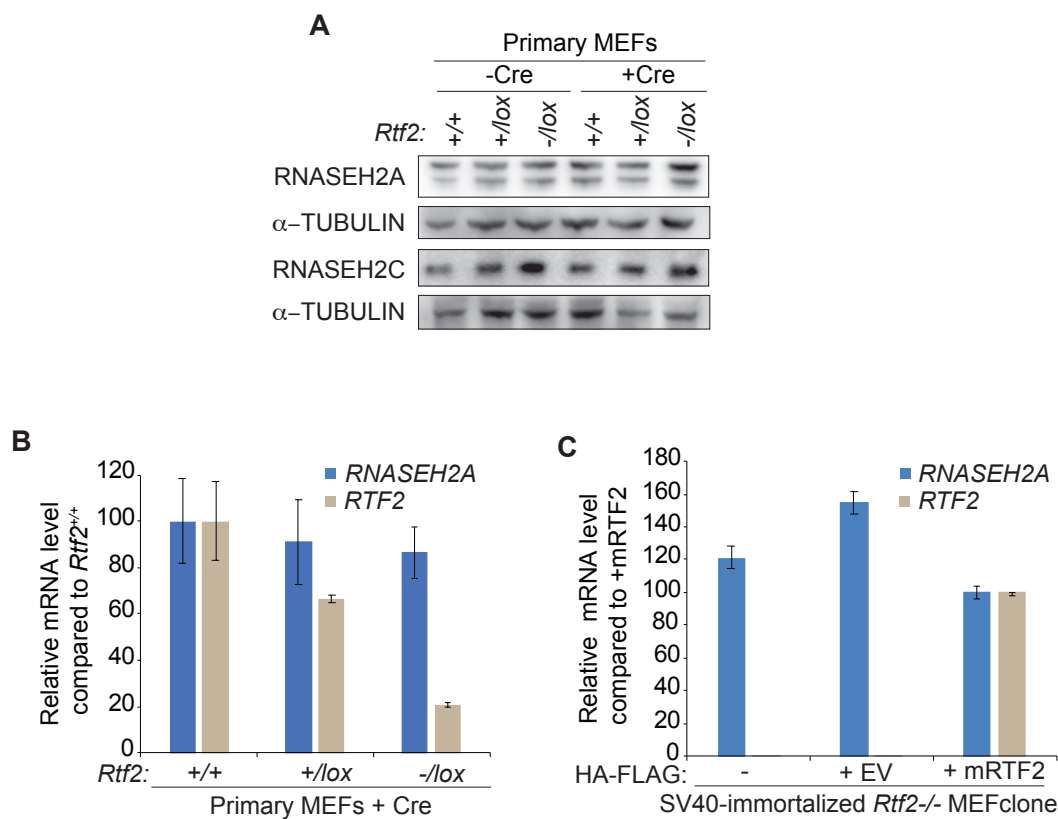 A
Primary MEFs
-Cre +Cre
Rtf2: +/+ +/lox -/lox +/+ +/lox -/lox
RNASEH2A
α–TUBULIN
RNASEH2C
α–TUBULIN
B
Relative mRNA level
compared to Rtf2+/+
120
100
80
60
40
20
0
RNASEH2A
RTF2
Rtf2: +/+ +/lox -/lox
Primary MEFs + Cre
C
Relative mRNA level
compared to +mRTF2
180
160
140
120
100
80
60
40
20
0
RNASEH2A
RTF2
HA-FLAG: - + EV + mRTF2
SV40-immortalized Rtf2-/- MEFclone